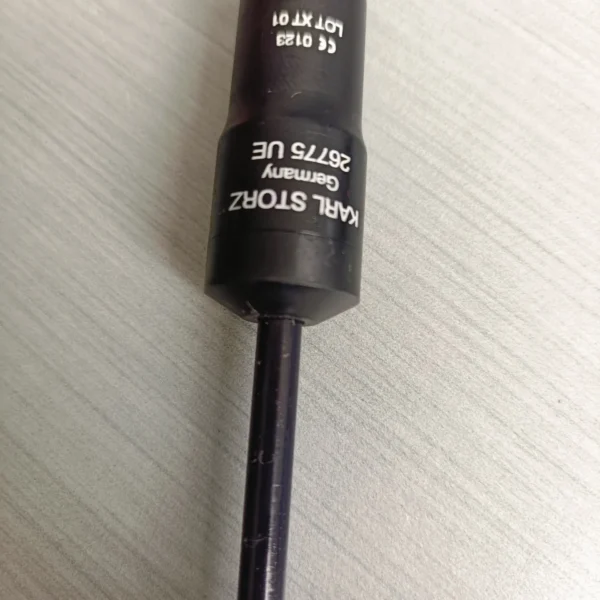 KARL STORZ
Germany
26775 UE
CE 0123
LOT XT 01